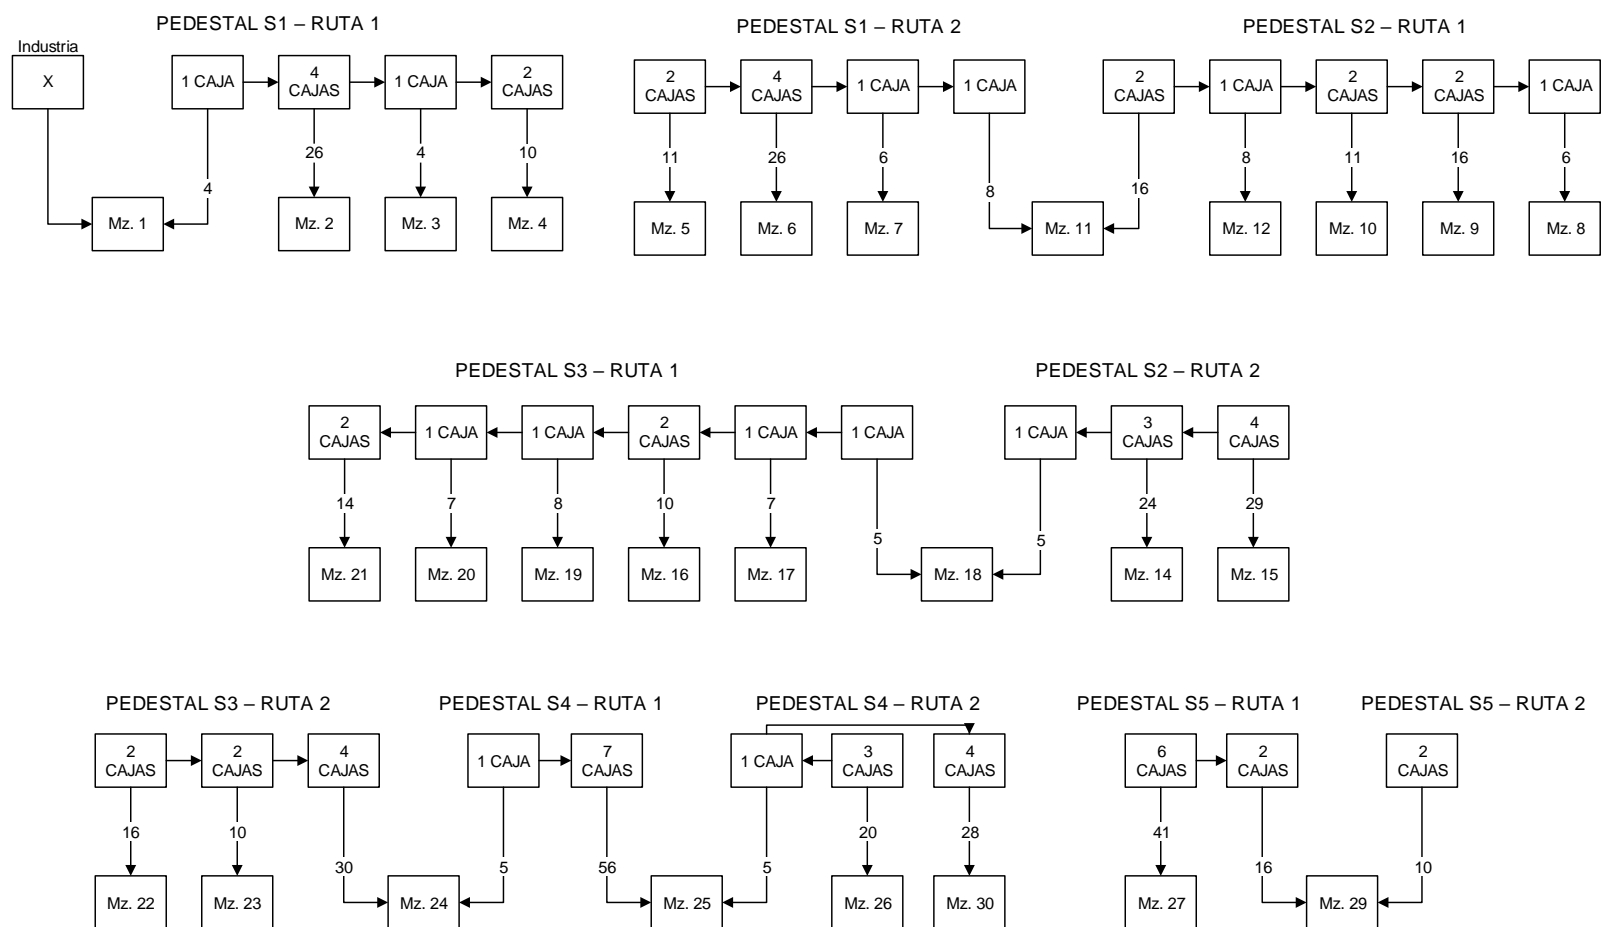 PEDESTAL S1 – RUTA 1
PEDESTAL S1 – RUTA 2
PEDESTAL S2 – RUTA 1
Industria
X
1 CAJA
4
CAJAS
1 CAJA
2
CAJAS
2
CAJAS
4
CAJAS
1 CAJA
1 CAJA
2
CAJAS
1 CAJA
2
CAJAS
2
CAJAS
1 CAJA
4
26
4
10
11
26
6
8
16
8
11
16
6
Mz. 1
Mz. 2
Mz. 3
Mz. 4
Mz. 5
Mz. 6
Mz. 7
Mz. 11
Mz. 12
Mz. 10
Mz. 9
Mz. 8
PEDESTAL S3 – RUTA 1
PEDESTAL S2 – RUTA 2
2
CAJAS
1 CAJA
1 CAJA
2
CAJAS
1 CAJA
1 CAJA
1 CAJA
3
CAJAS
4
CAJAS
14
7
8
10
7
5
5
24
29
Mz. 21
Mz. 20
Mz. 19
Mz. 16
Mz. 17
Mz. 18
Mz. 14
Mz. 15
PEDESTAL S3 – RUTA 2
PEDESTAL S4 – RUTA 1
PEDESTAL S4 – RUTA 2
PEDESTAL S5 – RUTA 1
PEDESTAL S5 – RUTA 2
2
CAJAS
2
CAJAS
4
CAJAS
1 CAJA
7
CAJAS
1 CAJA
3
CAJAS
4
CAJAS
6
CAJAS
2
CAJAS
2
CAJAS
16
10
30
5
56
5
20
28
41
16
10
Mz. 22
Mz. 23
Mz. 24
Mz. 25
Mz. 26
Mz. 30
Mz. 27
Mz. 29